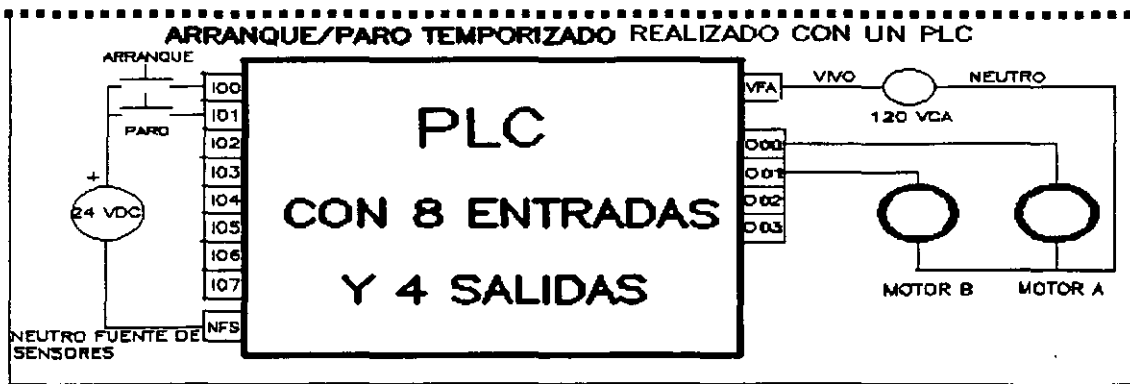 ARRANQUE/PARO TEMPORIZADO REALIZADO CON UN PLC
ARRANQUE
PARO
+
24 VDC
NEUTRO FUENTE DE
SENSORES
I00
I01
I02
I03
I04
I05
I06
I07
NFS
PLC
CON 8 ENTRADAS
Y 4 SALIDAS
VFA
O00
O01
O02
O03
VIVO
NEUTRO
120 VCA
MOTOR B
MOTOR A